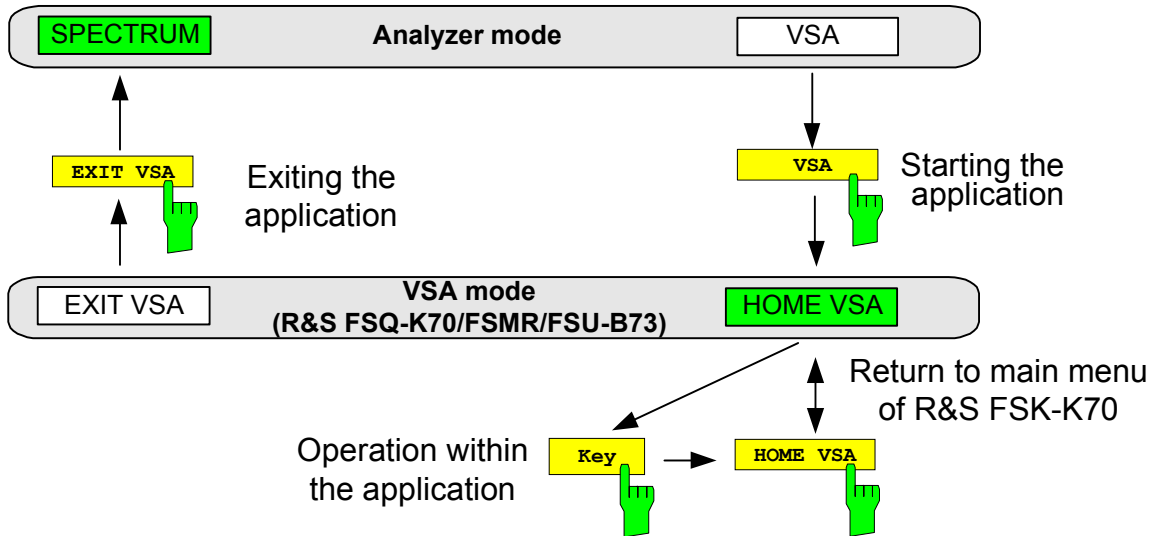 SPECTRUM
Analyzer mode
VSA
EXIT VSA
Exiting the
application
VSA
Starting the
application
EXIT VSA
VSA mode
(R&S FSQ-K70/FSMR/FSU-B73)
HOME VSA
Return to main menu
of R&S FSK-K70
Operation within
the application
Key
HOME VSA